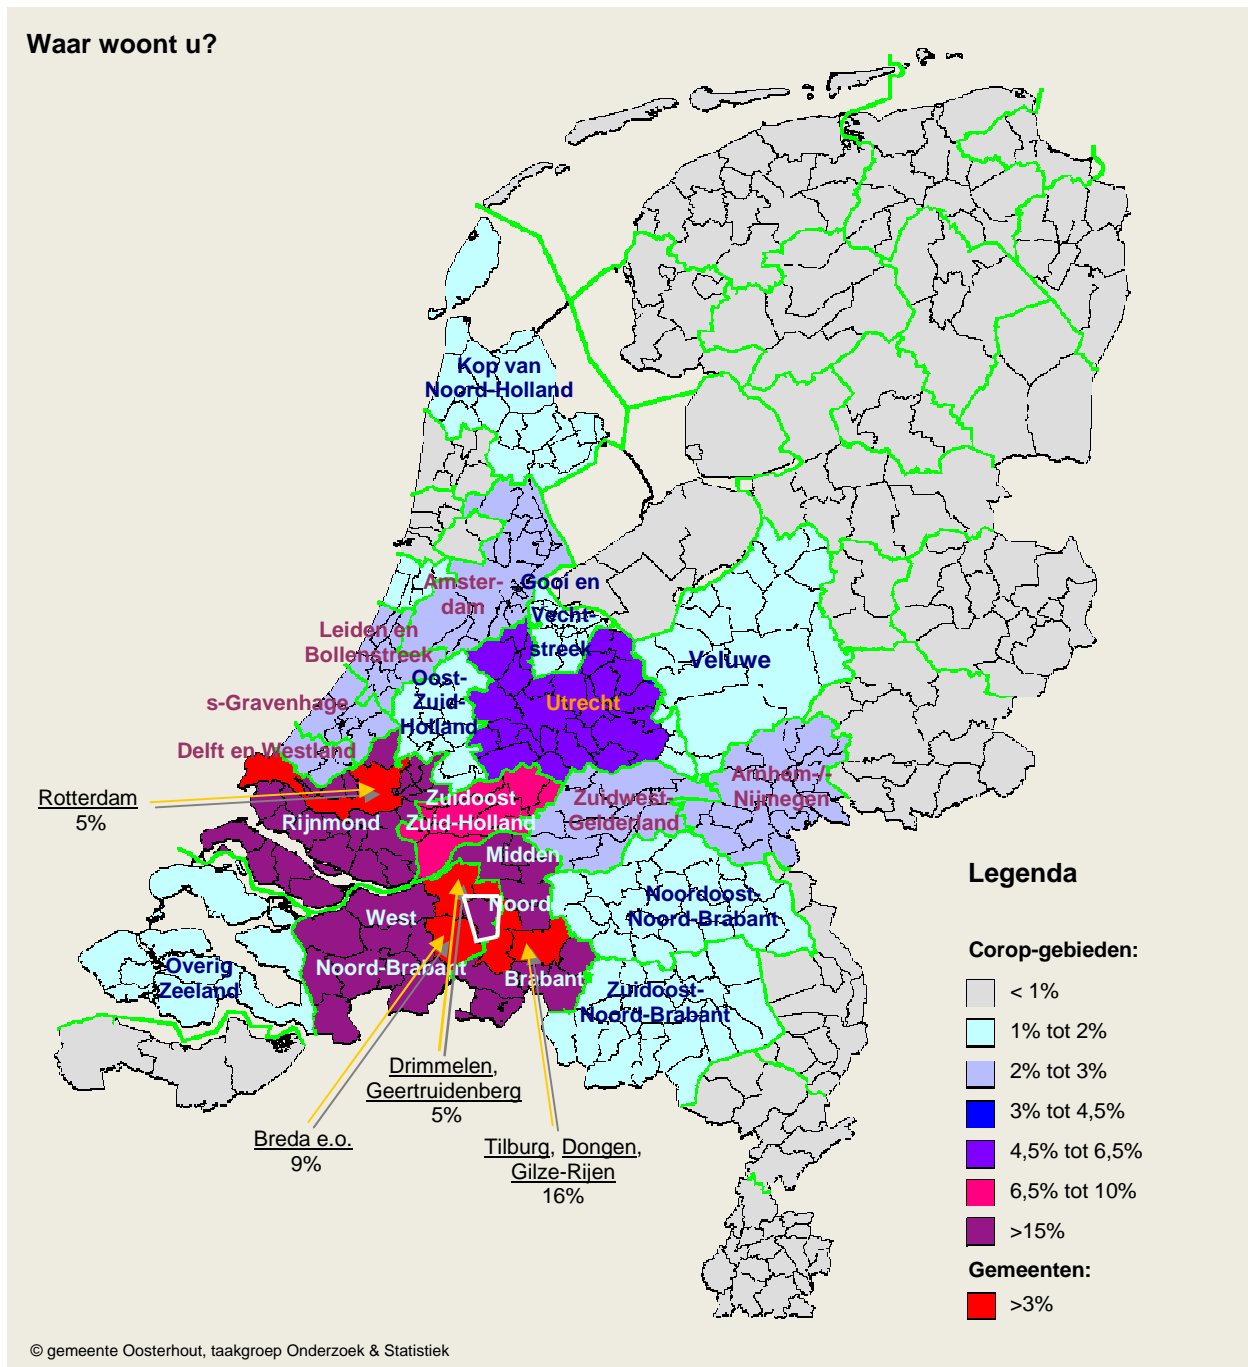 Waar woont u?
Kop van
Noord-Holland
Amster-
dam
Gooi en
Vecht-
streek
Leiden en
Bollenstreek
Oost-
Zuid-
Holland
Veluwe
s-Gravenhage
Utrecht
Delft en Westland
Arnhem-/-
Nijmegen
Rotterdam
5%
Rijnmond
Zuidoost
Zuid-Holland
Zuidwest-
Gelderland
Midden
Noord
Brabant
West
Noord-Brabant
Noordoost-
Noord-Brabant
Overig
Zeeland
Zuidoost-
Noord-Brabant
Drimmelen,
Geertruidenberg
5%
Breda e.o.
9%
Tilburg, Dongen,
Gilze-Rijen
16%
Legenda
Corop-gebieden:
< 1%
1% tot 2%
2% tot 3%
3% tot 4,5%
4,5% tot 6,5%
6,5% tot 10%
>15%
Gemeenten:
>3%
© gemeente Oosterhout, taakgroep Onderzoek & Statistiek